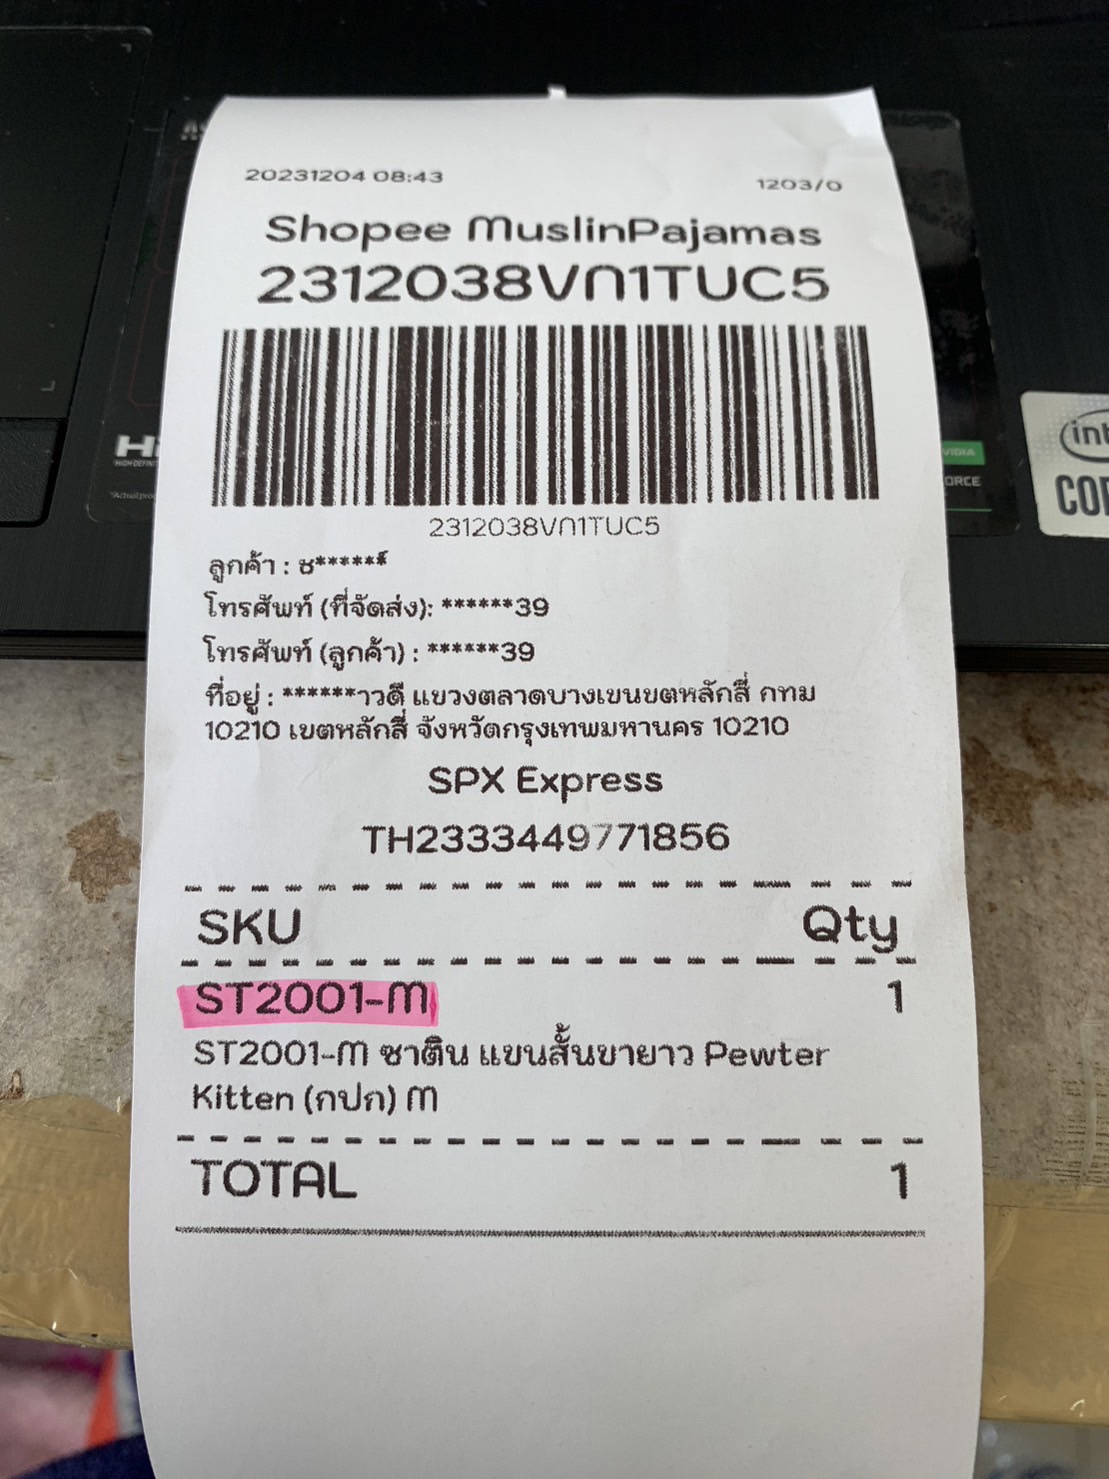 20231204 08:43
1203/0
Shopee MuslinPajamas
2312038VN1TUC5
2312038VN1TUC5
ลูกค้า : ช******์
โทรศัพท์ (ที่จัดส่ง): ******39
โทรศัพท์ (ลูกค้า) : ******39
ที่อยู่ : ******าวดี แขวงตลาดบางเขนขตหลักสี่ กทม
10210 เขตหลักสี่ จังหวัดกรุงเทพมหานคร 10210
SPX Express
TH2333449771856
SKU Qty
ST2001-M 1
ST2001-M ซาติน แขนสั้นขายาว Pewter
Kitten (กปก) M
TOTAL 1